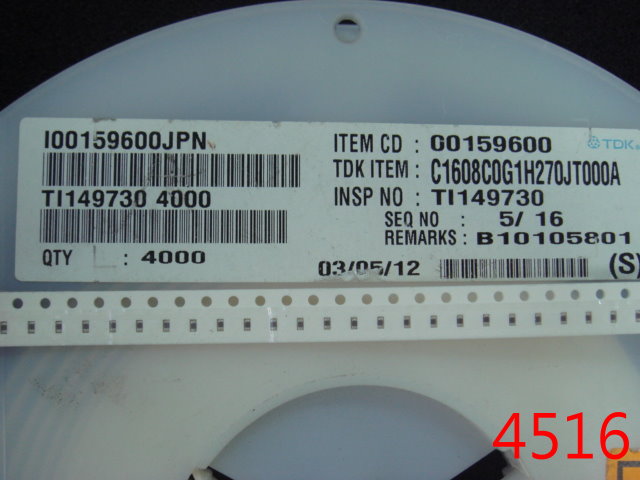 I00159600JPN
TI149730 4000
QTY : 4000
ITEM CD : 00159600
TDK
TDK ITEM : C1608C0G1H270JT000A
INSP NO : TI149730
SEQ NO : 5/ 16
REMARKS : B10105801
03/05/12
(S)
4516